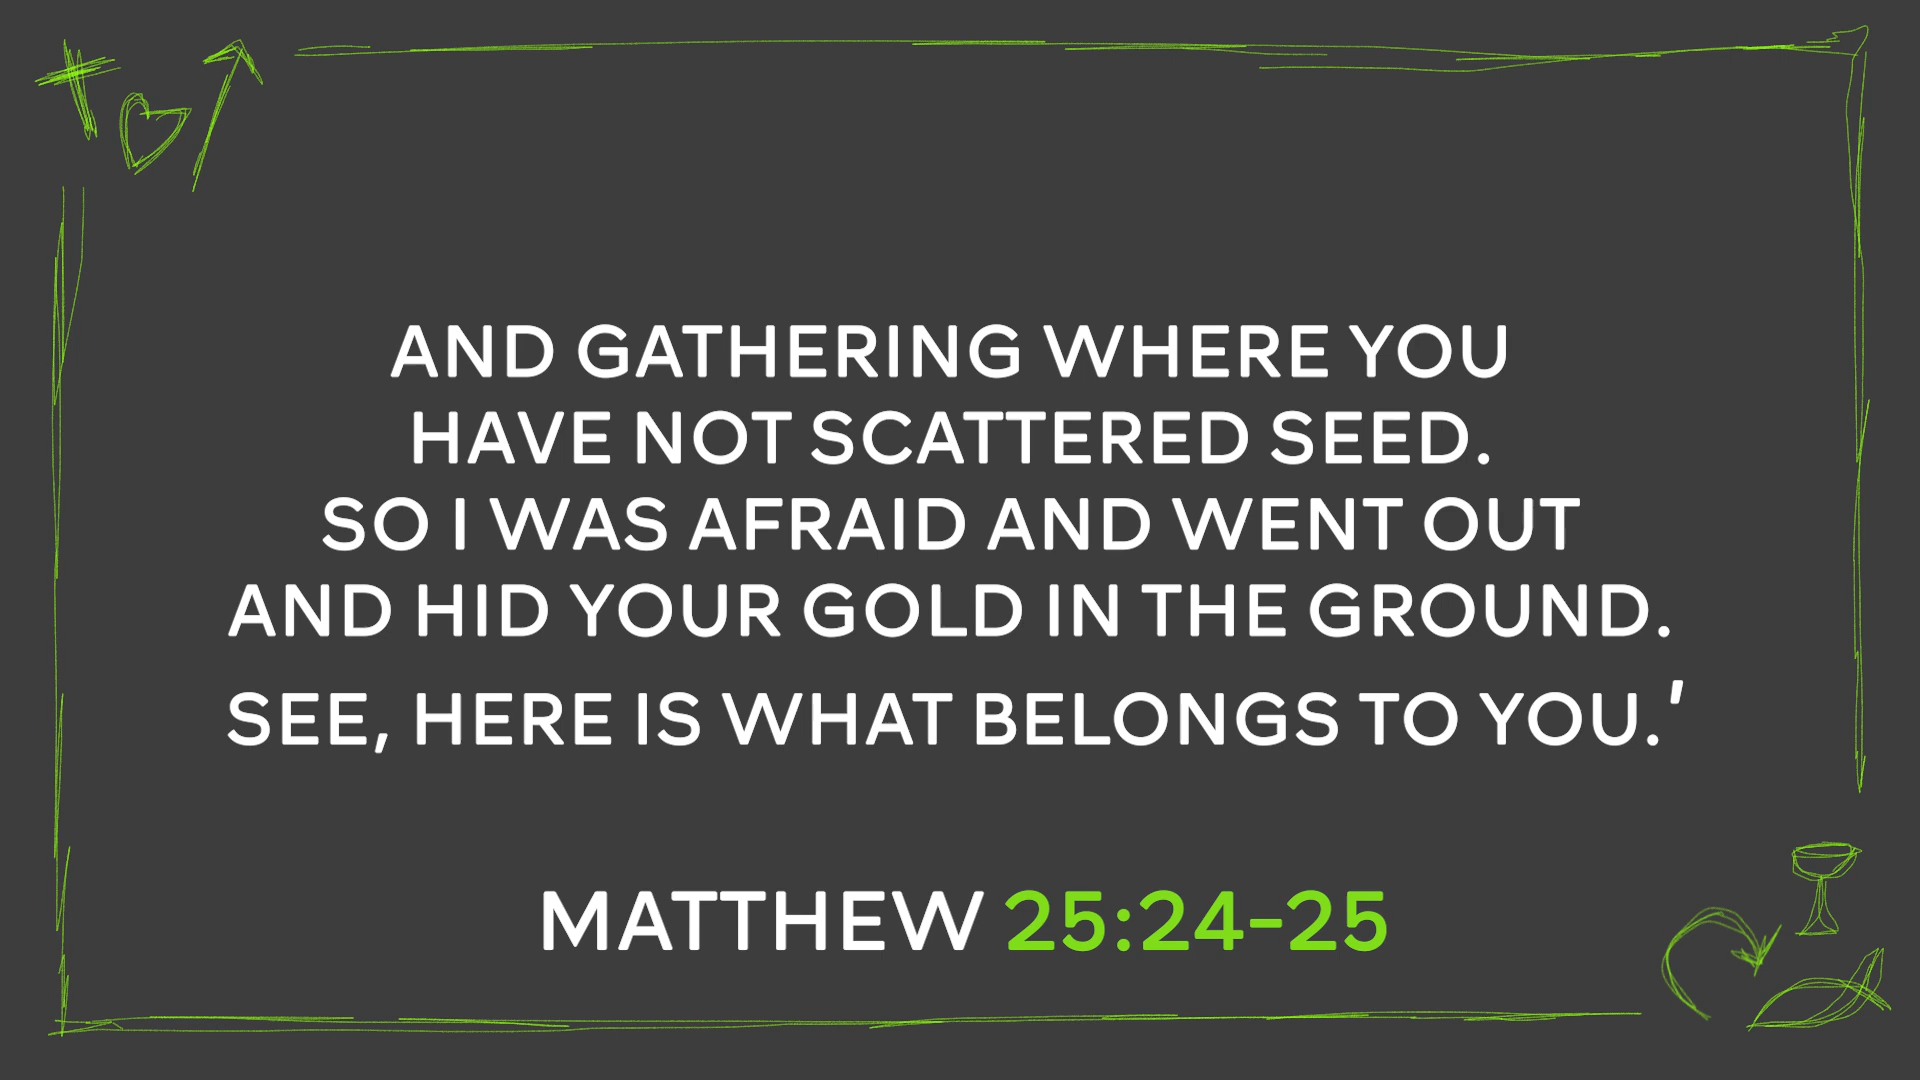 AND GATHERING WHERE YOU
HAVE NOT SCATTERED SEED.
SO I WAS AFRAID AND WENT OUT
AND HID YOUR GOLD IN THE GROUND.
SEE, HERE IS WHAT BELONGS TO YOU.'
MATTHEW 25:24-25